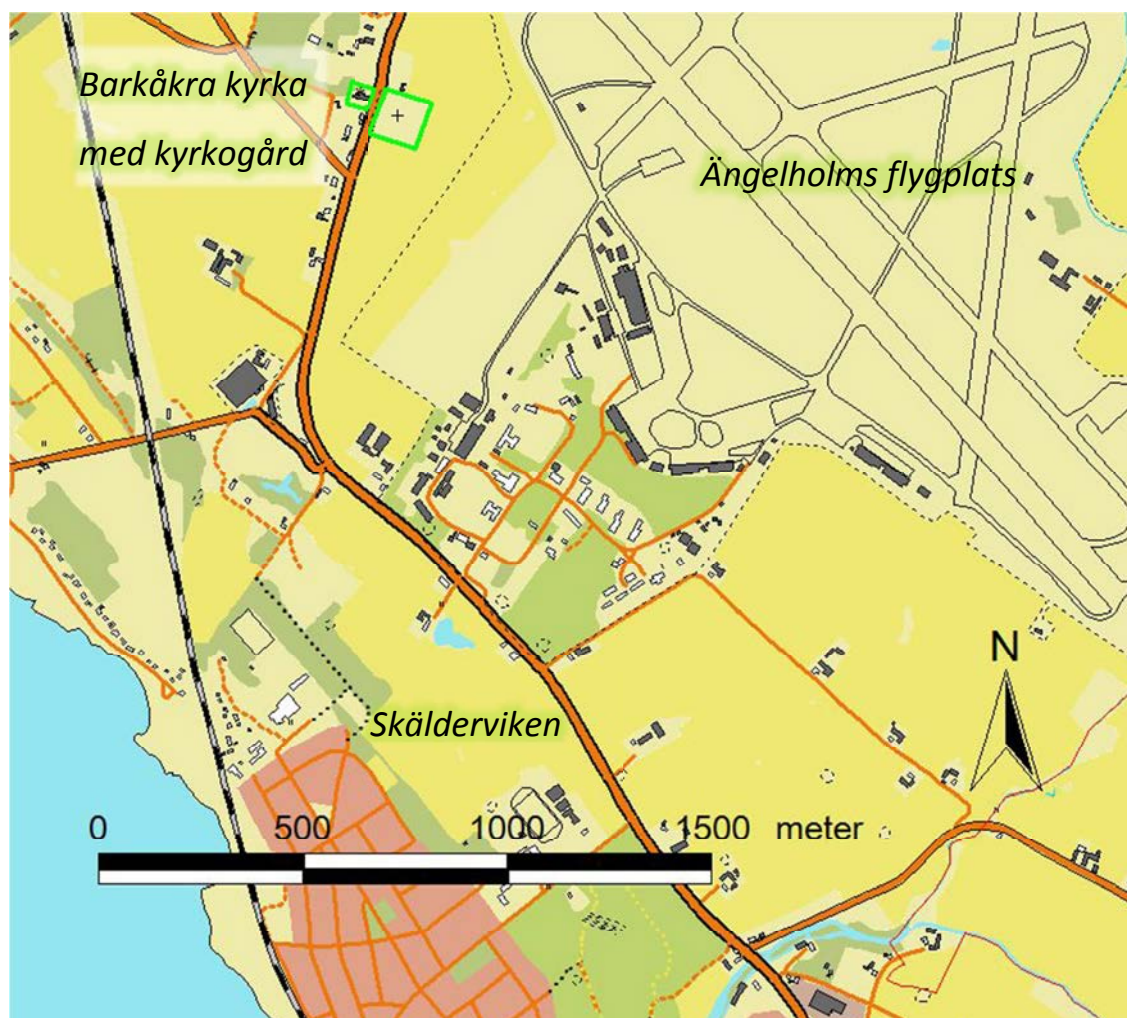 Barkåkra kyrka
med kyrkogård
Ängelholms flygplats
N
Skälderviken
0 500 1000 1500 meter